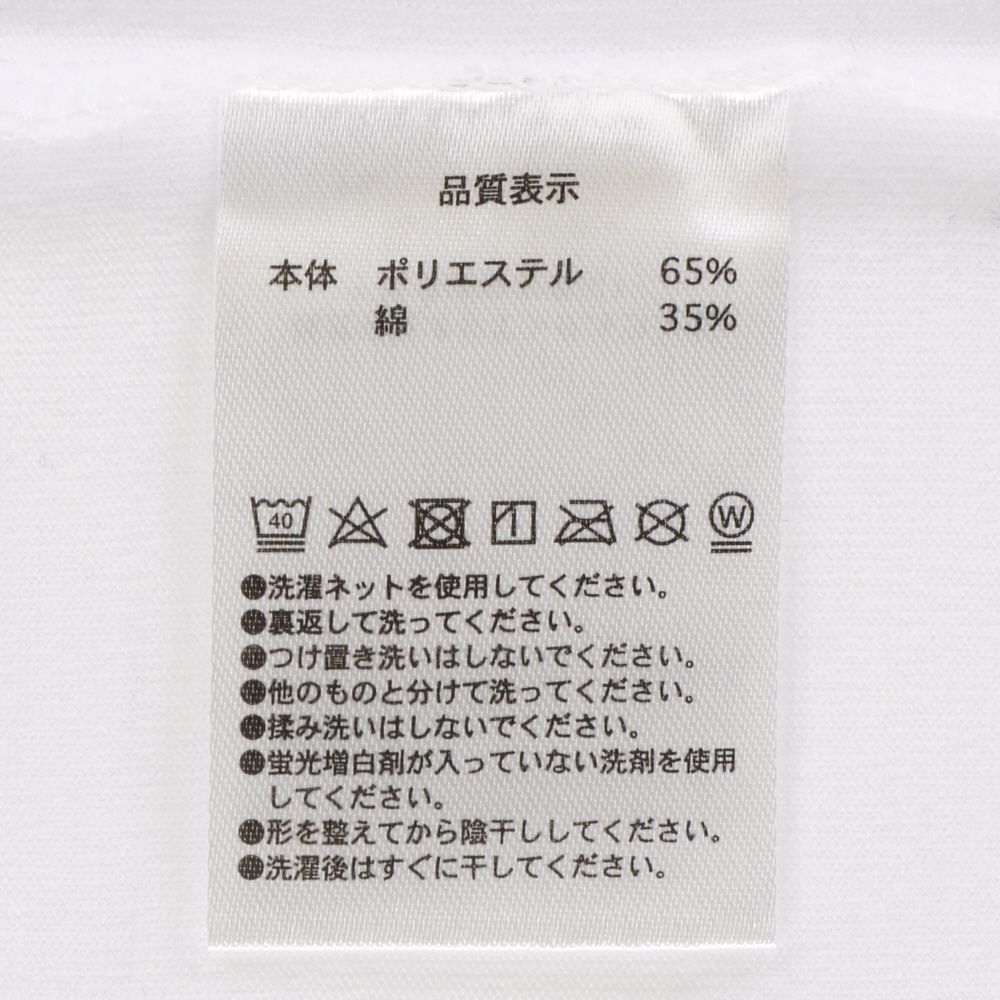 品質表示
本体 ポリエステル 65%
綿 35%
40 W
●洗濯ネットを使用してください。
●裏返して洗ってください。
●つけ置き洗いはしないでください。
●他のものと分けて洗ってください。
●揉み洗いはしないでください。
●蛍光増白剤が入っていない洗剤を使用
してください。
●形を整えてから陰干ししてください。
●洗濯後はすぐに干してください。